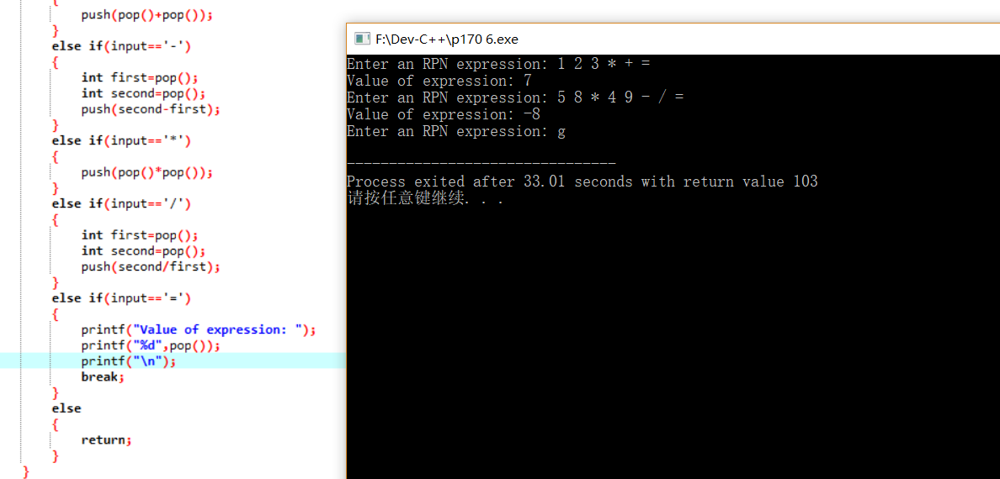 {
push(pop()+pop());
}
else if(input=='-')
{
int first=pop();
int second=pop();
push(second-first);
}
else if(input=='*')
{
push(pop()*pop());
}
else if(input=='/')
{
int first=pop();
int second=pop();
push(second/first);
}
else if(input=='=')
{
printf("Value of expression: ");
printf("%d",pop());
printf("\n");
break;
}
else
{
return;
}
}
F:\Dev-C++\p170 6.exe
Enter an RPN expression: 1 2 3 * + =
Value of expression: 7
Enter an RPN expression: 5 8 * 4 9 - / =
Value of expression: -8
Enter an RPN expression: g
--------------------------------
Process exited after 33.01 seconds with return value 103
请按任意键继续. . .